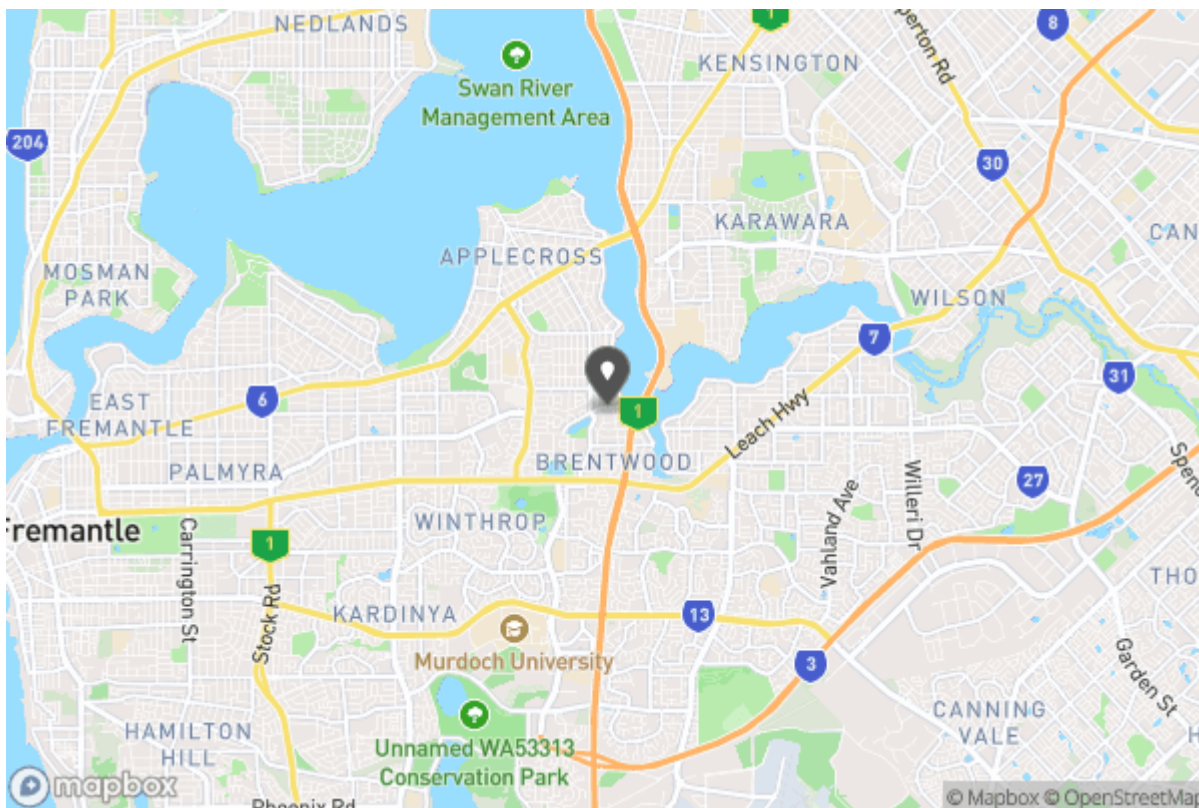 NEDLANDS
1
8
Swan River
Management Area
KENSINGTON
204
30
KARAWARA
APPLECROSS
CAN
MOSMAN
PARK
WILSON
7
31
6
EAST
FREMANTLE
1
Leach Hwy
PALMYRA
BRENTWOOD
27
Willeri Dr
Vahland Ave
WINTHROP
Fremantle
1
Carrington St
Stock Rd
KARDINYA
13
THO
Murdoch University
3
Garden St
HAMILTON
HILL
Unnamed WA53313
Conservation Park
CANNING
VALE
mapbox
© Mapbox © OpenStreetMap